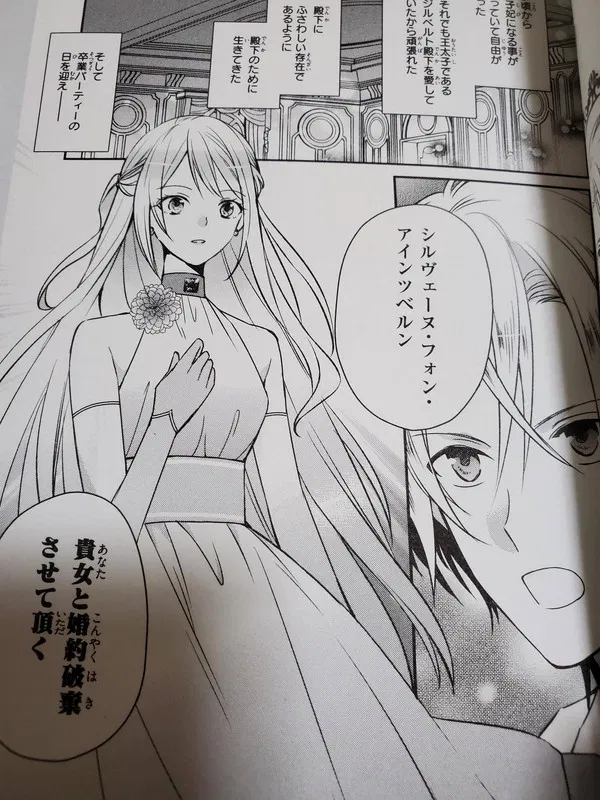 頃から
子妃になる事が
っていて自由が
った
それでも王太子である
ジルベルト殿下を愛して
いたから頑張れた
殿下に
ふさわしい存在で
あるように
殿下のために
生きてきた
そして
卒業パーティーの
日を迎え――
シルヴェーヌ・フォン・
アインツベルン
貴女と婚約破棄
させて頂く